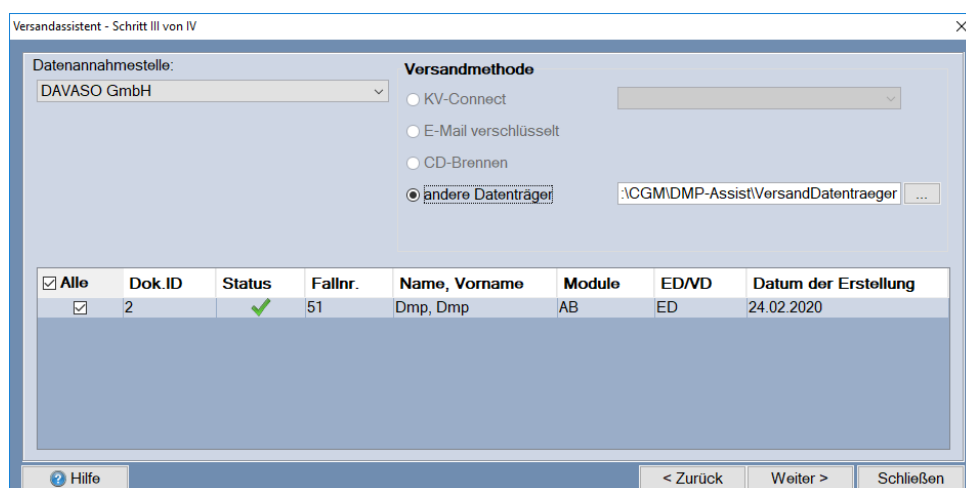 Versandassistent - Schritt III von IV
Datenannahmestelle:
DAVASO GmbH
Versandmethode
KV-Connect
E-Mail verschlüsselt
CD-Brennen
andere Datenträger
:\CGM\DMP-Assist\VersandDatentraeger
...
Alle Dok.ID Status Fallnr. Name, Vorname Module ED/VD Datum der Erstellung
2 51 Dmp, Dmp AB ED 24.02.2020
Hilfe < Zurück Weiter > Schließen